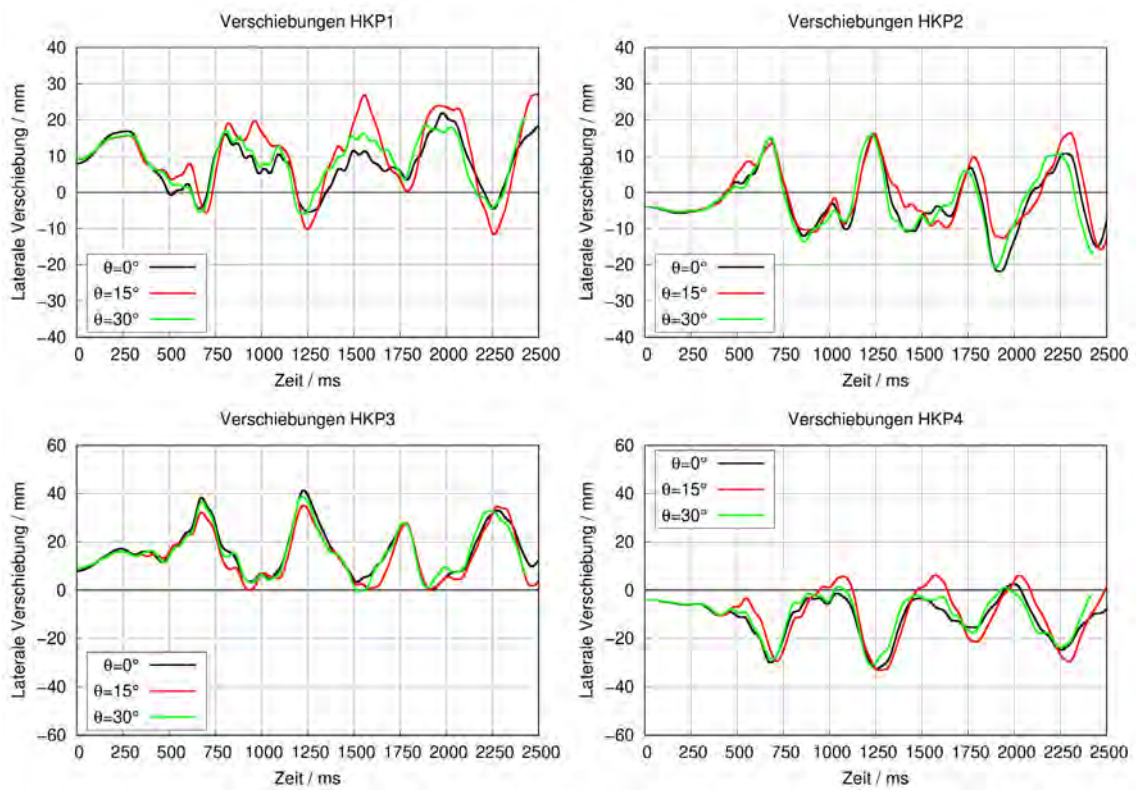 Verschiebungen HKP1
Laterale Verschiebung / mm
40
30
20
10
0
−10
−20
−30
−40
θ=0°
θ=15°
θ=30°
0 250 500 750 1000 1250 1500 1750 2000 2250 2500
Zeit / ms
Verschiebungen HKP2
Laterale Verschiebung / mm
40
30
20
10
0
−10
−20
−30
−40
θ=0°
θ=15°
θ=30°
0 250 500 750 1000 1250 1500 1750 2000 2250 2500
Zeit / ms
Verschiebungen HKP3
Laterale Verschiebung / mm
60
40
20
0
−20
−40
−60
θ=0°
θ=15°
θ=30°
0 250 500 750 1000 1250 1500 1750 2000 2250 2500
Zeit / ms
Verschiebungen HKP4
Laterale Verschiebung / mm
60
40
20
0
−20
−40
−60
θ=0°
θ=15°
θ=30°
0 250 500 750 1000 1250 1500 1750 2000 2250 2500
Zeit / ms